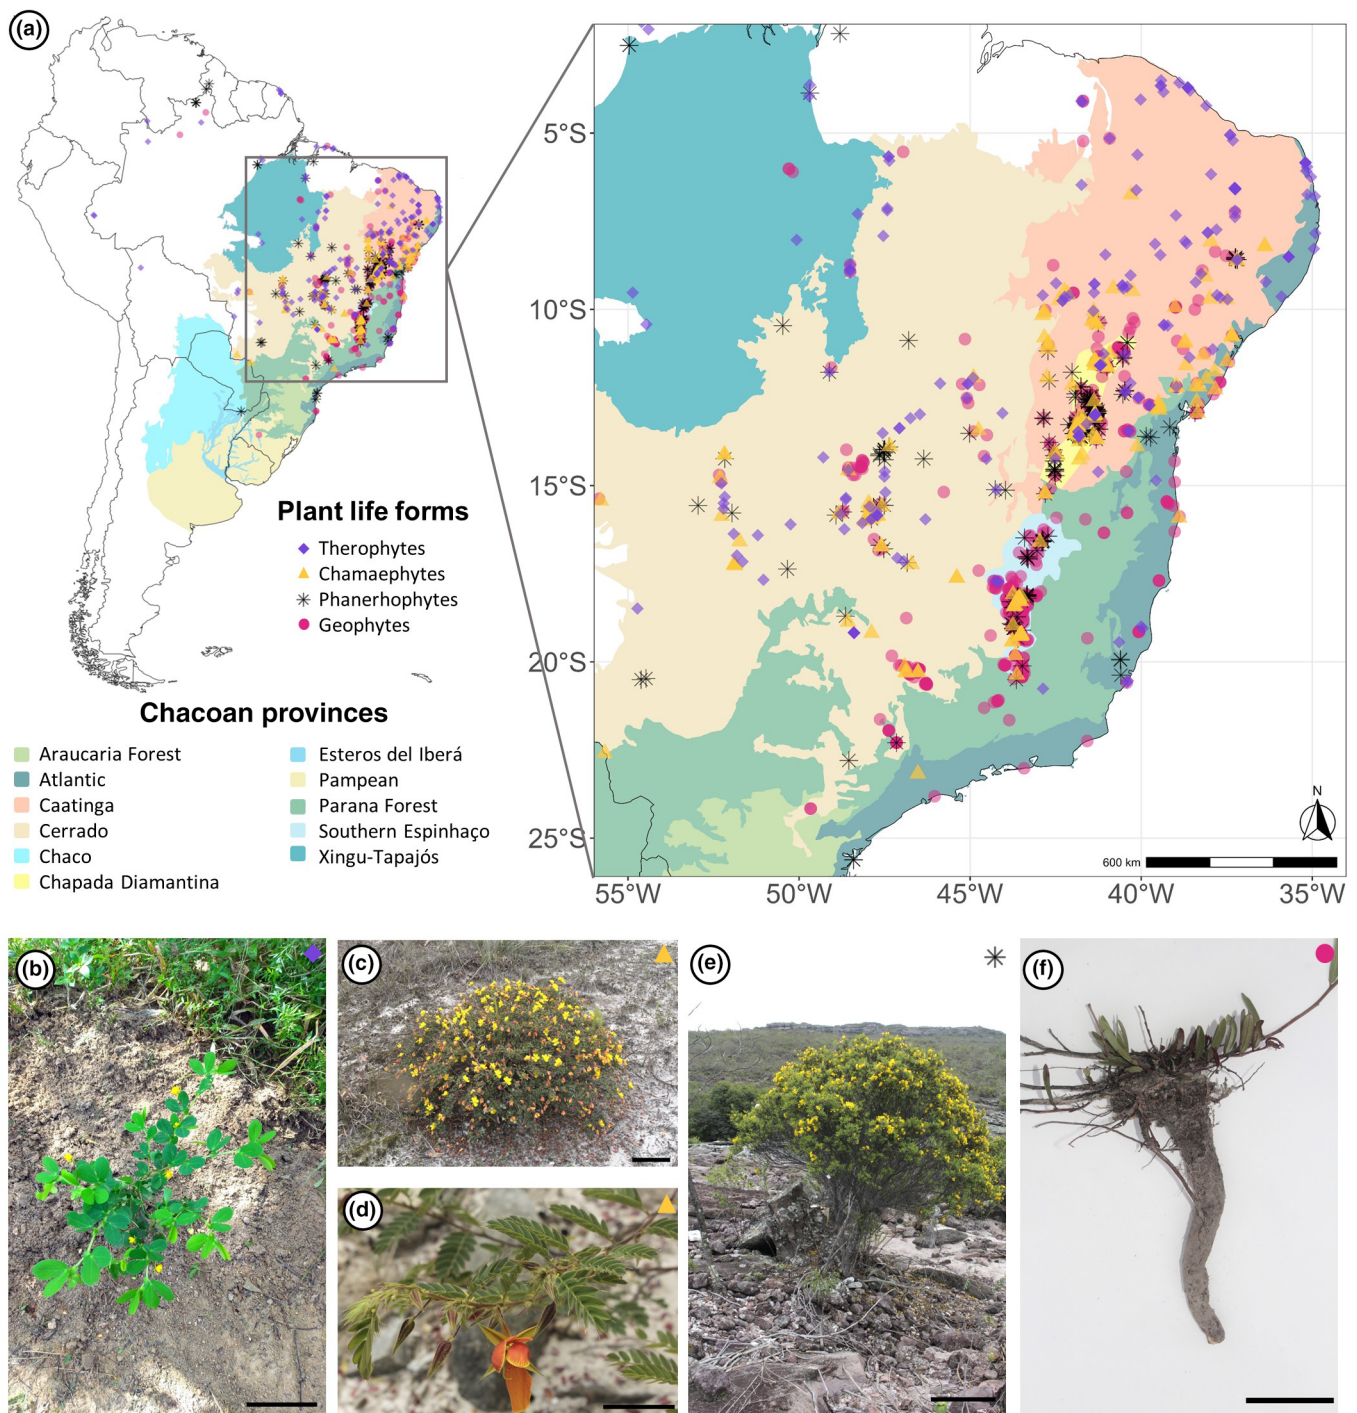 (a)
Plant life forms
Therophytes
Chamaephytes
Phanerhophytes
Geophytes
Chacoan provinces
Araucaria Forest
Atlantic
Caatinga
Cerrado
Chaco
Chapada Diamantina
Esteros del Iberá
Pampean
Parana Forest
Southern Espinhaço
Xingu-Tapajós
5°S
10°S
15°S
20°S
25°S
55°W
50°W
45°W
40°W
35°W
N
600 km
(b)
(c)
(d)
(e)
(f)